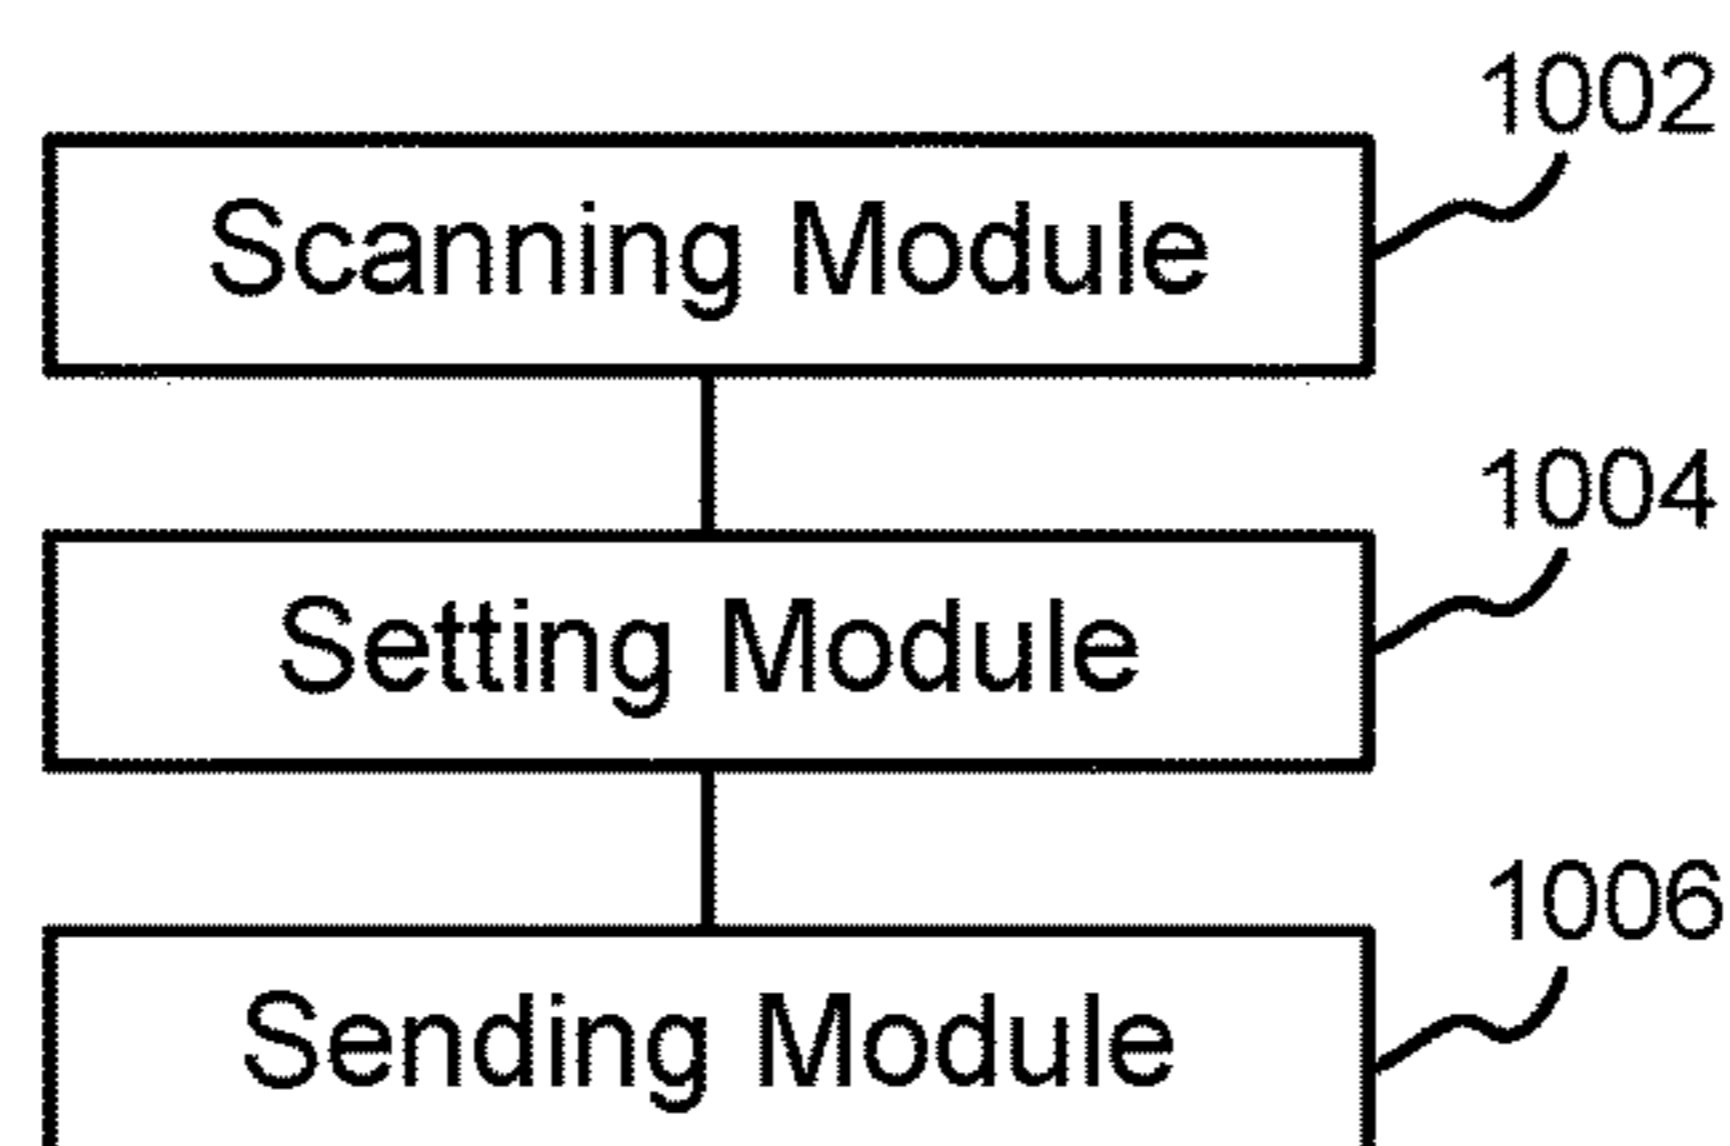 1002
Scanning Module
1004
Setting Module
1006
Sending Module